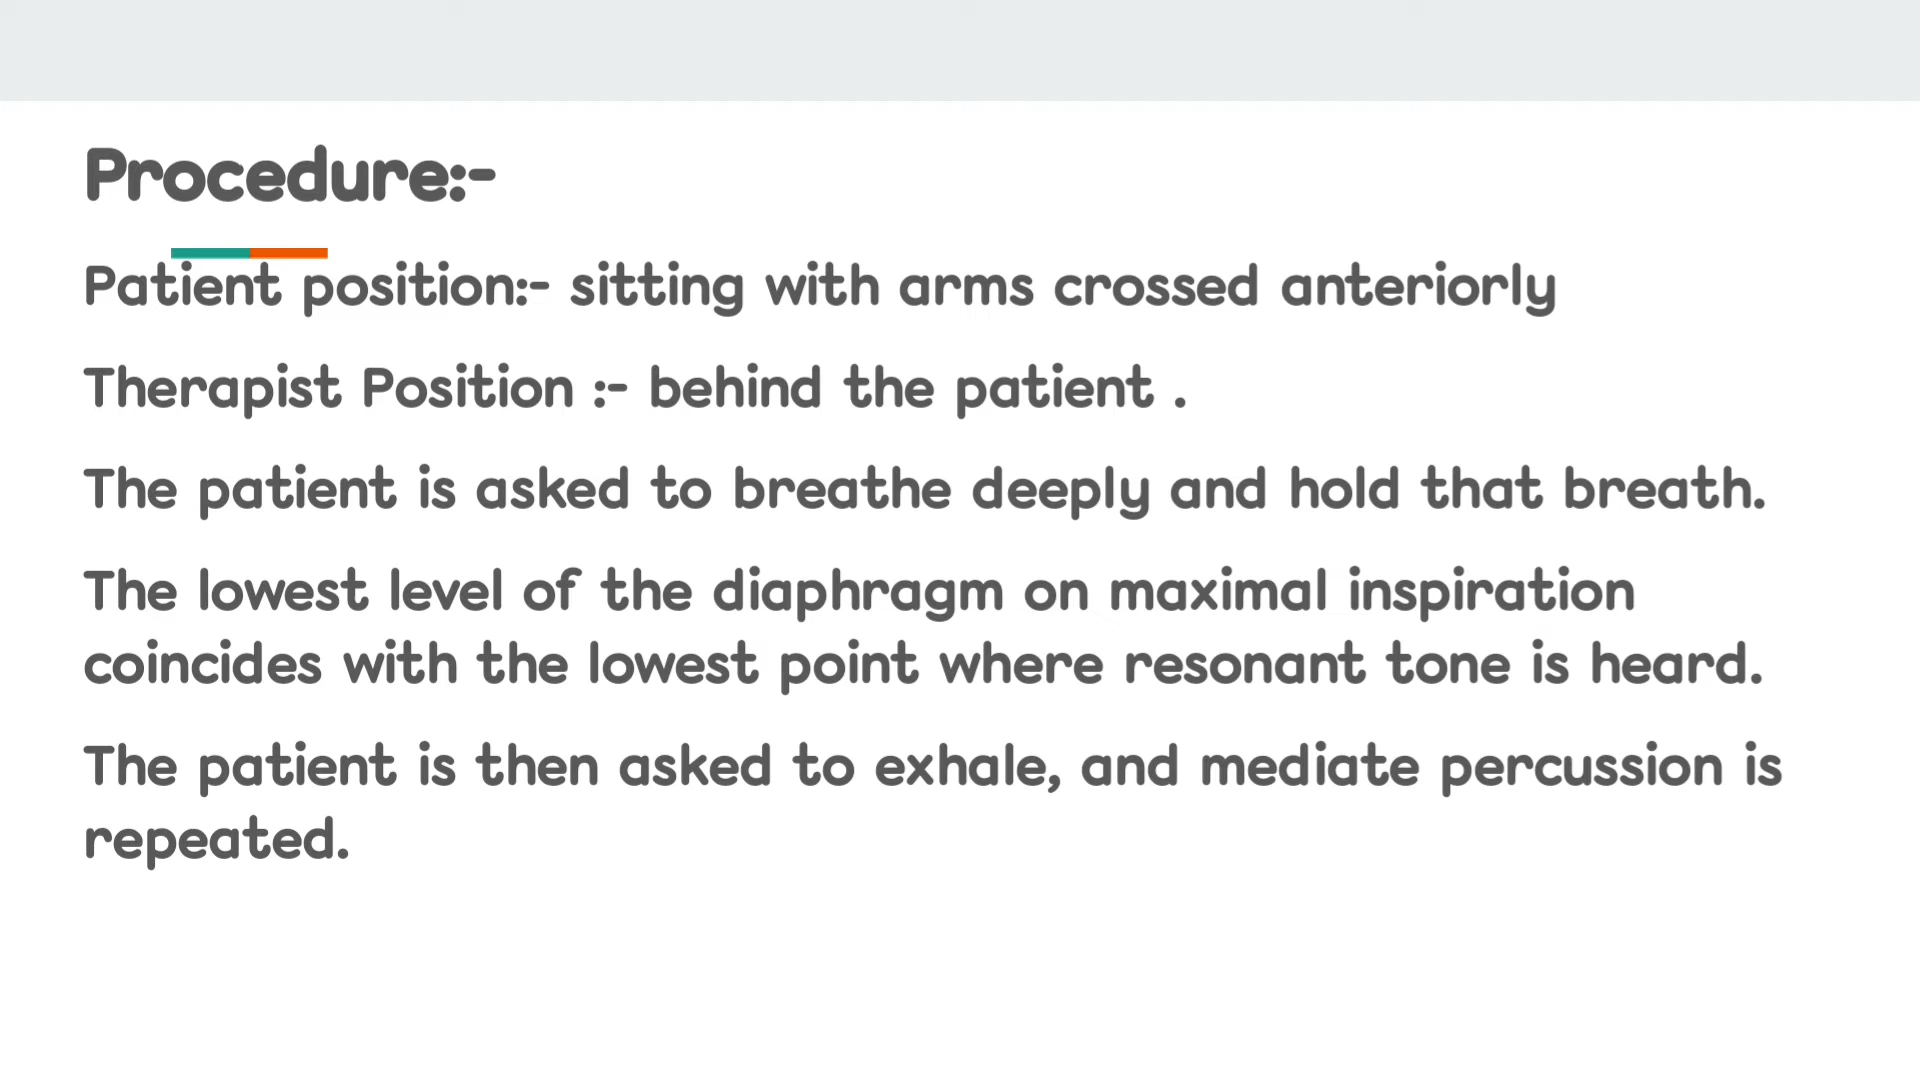 Procedure:-
Patient position:- sitting with arms crossed anteriorly
Therapist Position :- behind the patient .
The patient is asked to breathe deeply and hold that breath.
The lowest level of the diaphragm on maximal inspiration
coincides with the lowest point where resonant tone is heard.
The patient is then asked to exhale, and mediate percussion is
repeated.